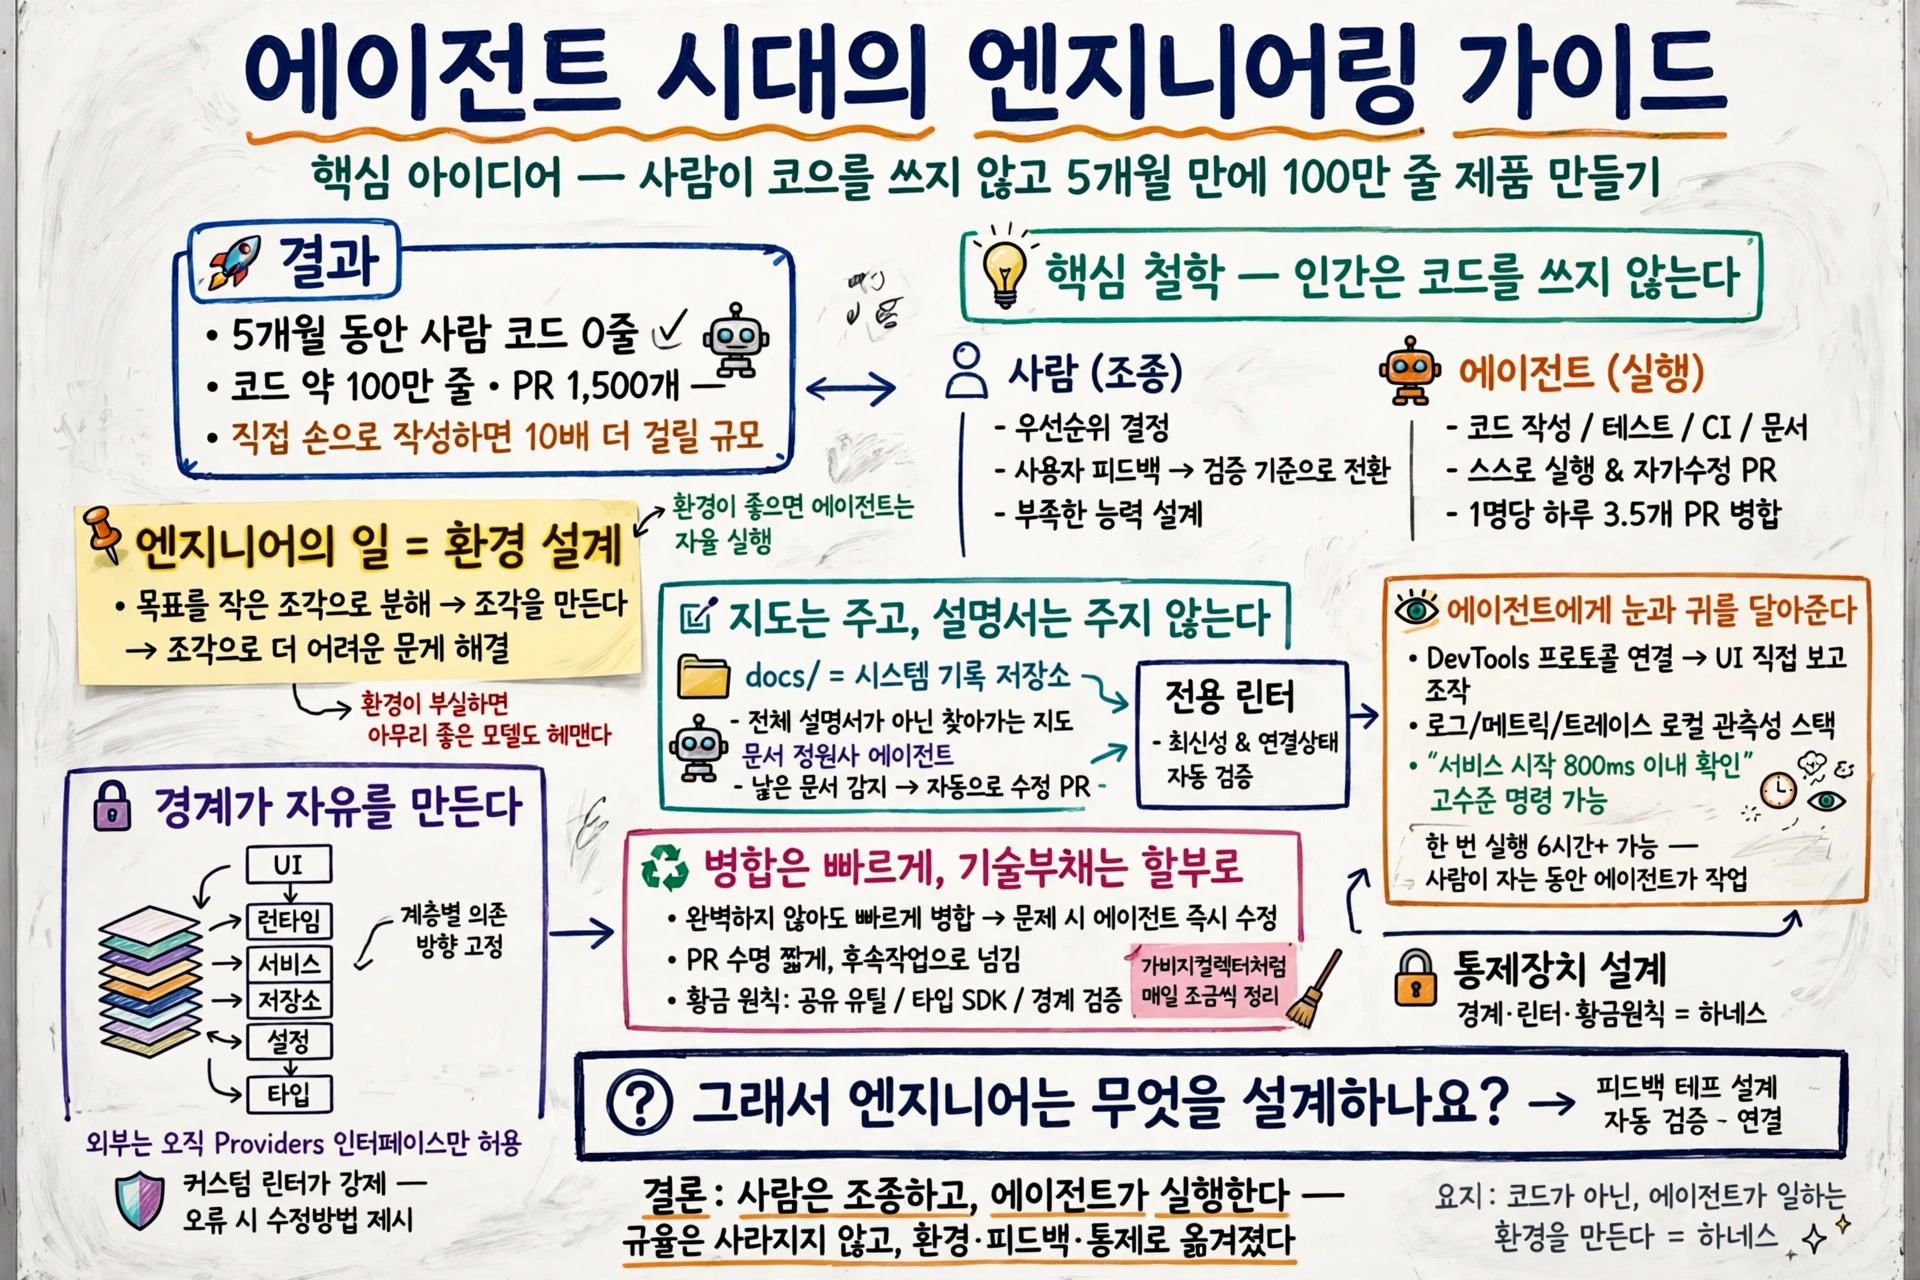 에이전트 시대의 엔지니어링 가이드
핵심 아이디어 — 사람이 코으를 쓰지 않고 5개월 만에 100만 줄 제품 만들기
결과
• 5개월 동안 사람 코드 0줄
• 코드 약 100만 줄 • PR 1,500개 —
• 직접 손으로 작성하면 10배 더 걸릴 규모
핵심 철학 — 인간은 코드를 쓰지 않는다
사람 (조종)
- 우선순위 결정
- 사용자 피드백 → 검증 기준으로 전환
- 부족한 능력 설계
에이전트 (실행)
- 코드 작성 / 테스트 / CI / 문서
- 스스로 실행 & 자가수정 PR
- 1명당 하루 3.5개 PR 병합
엔지니어의 일 = 환경 설계
• 목표를 작은 조각으로 분해 → 조각을 만든다
→ 조각으로 더 어려운 문게 해결
환경이 좋으면 에이전트는
자율 실행
환경이 부실하면
아무리 좋은 모델도 헤맨다
지도는 주고, 설명서는 주지 않는다
docs/ = 시스템 기록 저장소
- 전체 설명서가 아닌 찾아가는 지도
문서 정원사 에이전트
- 낡은 문서 감지 → 자동으로 수정 PR -
전용 린터
- 최신성 & 연결상태
자동 검증
에이전트에게 눈과 귀를 달아준다
• DevTools 프로토콜 연결 → UI 직접 보고
조작
• 로그/메트릭/트레이스 로컬 관측성 스택
• “서비스 시작 800ms 이내 확인”
고수준 명령 가능
한 번 실행 6시간+ 가능 —
사람이 자는 동안 에이전트가 작업
경계가 자유를 만든다
UI
런타임
서비스
저장소
설정
타입
계층별 의존
방향 고정
외부는 오직 Providers 인터페이스만 허용
커스텀 린터가 강제 —
오류 시 수정방법 제시
병합은 빠르게, 기술부채는 할부로
• 완벽하지 않아도 빠르게 병합 → 문제 시 에이전트 즉시 수정
• PR 수명 짧게, 후속작업으로 넘김
• 황금 원칙: 공유 유틸 / 타입 SDK / 경계 검증
가비지컬렉터처럼
매일 조금씩 정리
통제장치 설계
경계·린터·황금원칙 = 하네스
? 그래서 엔지니어는 무엇을 설계하나요? →
피드백 테프 설계
자동 검증 - 연결
결론: 사람은 조종하고, 에이전트가 실행한다 —
규율은 사라지지 않고, 환경·피드백·통제로 옮겨졌다
요지: 코드가 아닌, 에이전트가 일하는
환경을 만든다 = 하네스